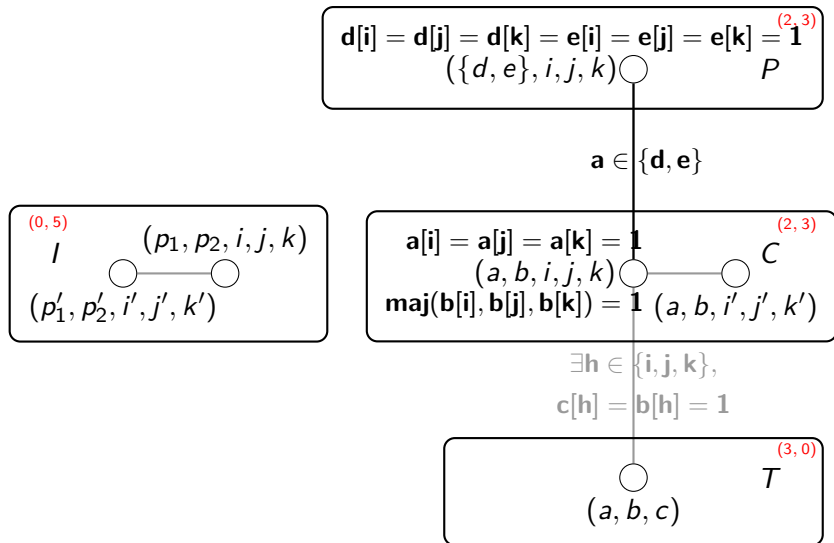 (2, 3)
d[i] = d[j] = d[k] = e[i] = e[j] = e[k] = 1
({d, e}, i, j, k)
P
a ∈ {d, e}
(0, 5)
I
(p₁, p₂, i, j, k)
(p′₁, p′₂, i′, j′, k′)
(2, 3)
a[i] = a[j] = a[k] = 1
C
(a, b, i, j, k)
maj(b[i], b[j], b[k]) = 1
(a, b, i′, j′, k′)
∃h ∈ {i, j, k},
c[h] = b[h] = 1
(3, 0)
T
(a, b, c)